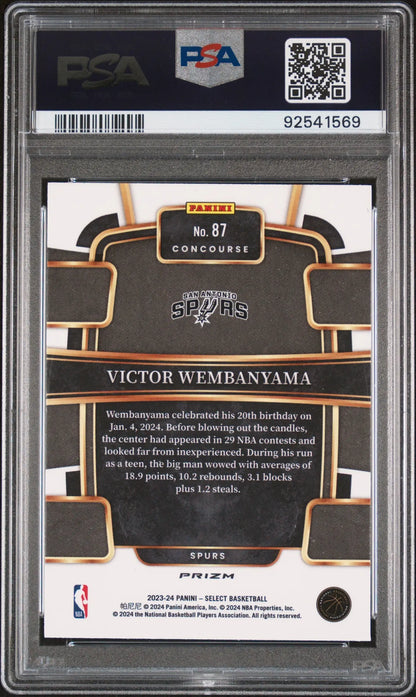 PSA
PSA
92541569
PANINI
No. 87
CONCOURSE
SAN ANTONIO
SPURS
VICTOR WEMBANYAMA
Wembanyama celebrated his 20th birthday on
Jan. 4, 2024. Before blowing out the candles,
the center had appeared in 29 NBA contests and
looked far from inexperienced. During his run
as a teen, the big man wowed with averages of
18.9 points, 10.2 rebounds, 3.1 blocks
plus 1.2 steals.
SPURS
PRIZM
NBA
2023-24 PANINI – SELECT BASKETBALL
帕尼尼 © 2024 Panini America, Inc. © 2024 NBA Properties, Inc.
© 2024 the National Basketball Players Association. All rights reserved.